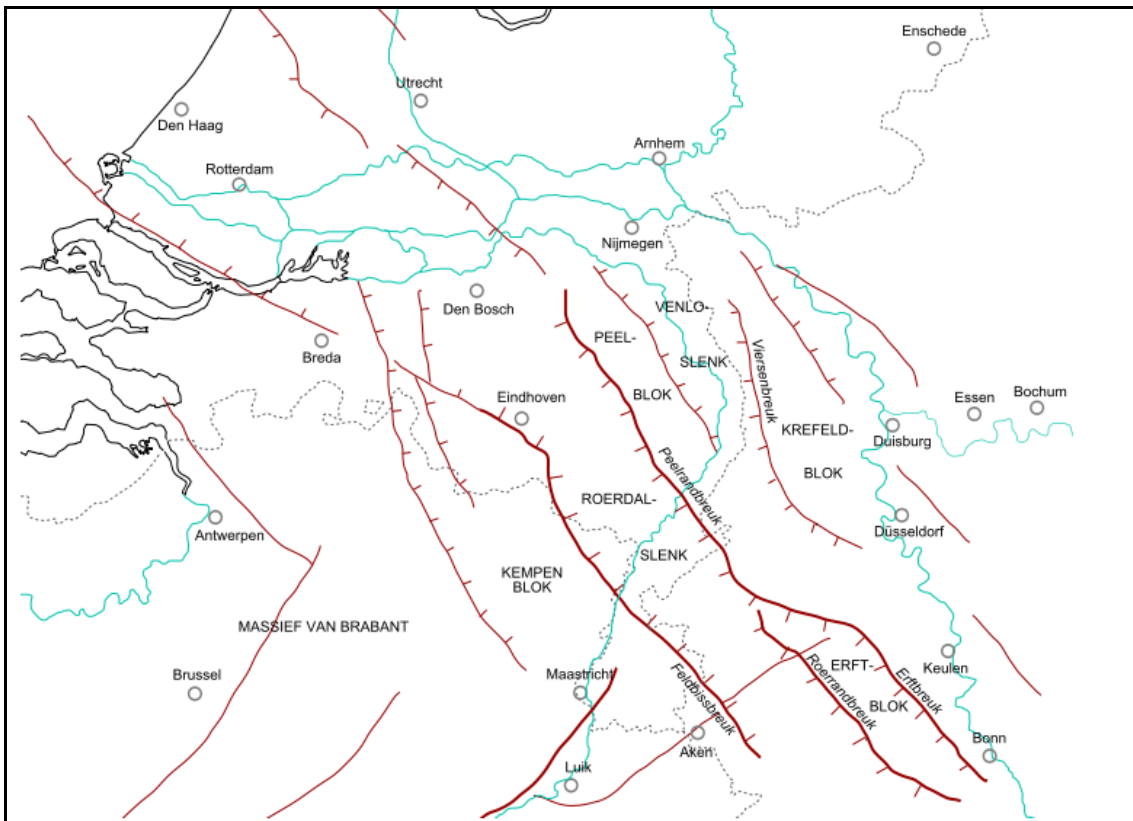 Enschede
Utrecht
Den Haag
Arnhem
Rotterdam
Nijmegen
Den Bosch
VENLO-
SLENK
PEEL-
BLOK
Breda
Viersenbreuk
Eindhoven
Essen
Bochum
KREFELD-
BLOK
Duisburg
Peelrandbreuk
ROERDAL-
SLENK
Antwerpen
Düsseldorf
KEMPEN
BLOK
MASSIEF VAN BRABANT
Brussel
Maastricht
Feldbissbreuk
ERFT-
BLOK
Roerrandbreuk
Erftbreuk
Keulen
Aken
Bonn
Luik